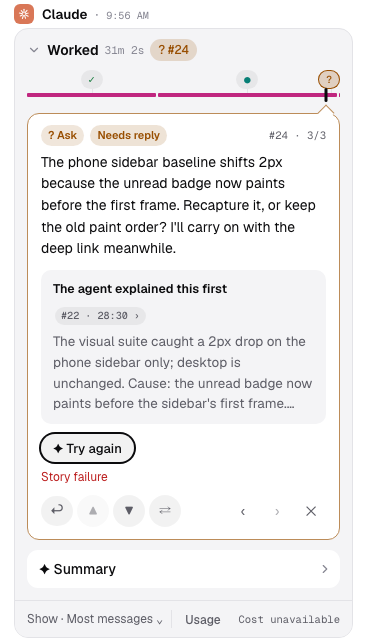 Claude · 9:56 AM
Worked 31m 2s ? #24
✓ ?
? Ask Needs reply #24 · 3/3
The phone sidebar baseline shifts 2px
because the unread badge now paints
before the first frame. Recapture it, or keep
the old paint order? I'll carry on with the
deep link meanwhile.
The agent explained this first
#22 · 28:30 ›
The visual suite caught a 2px drop on the
phone sidebar only; desktop is
unchanged. Cause: the unread badge now
paints before the sidebar's first frame.…
Try again
Story failure
Summary
Show · Most messages Usage Cost unavailable